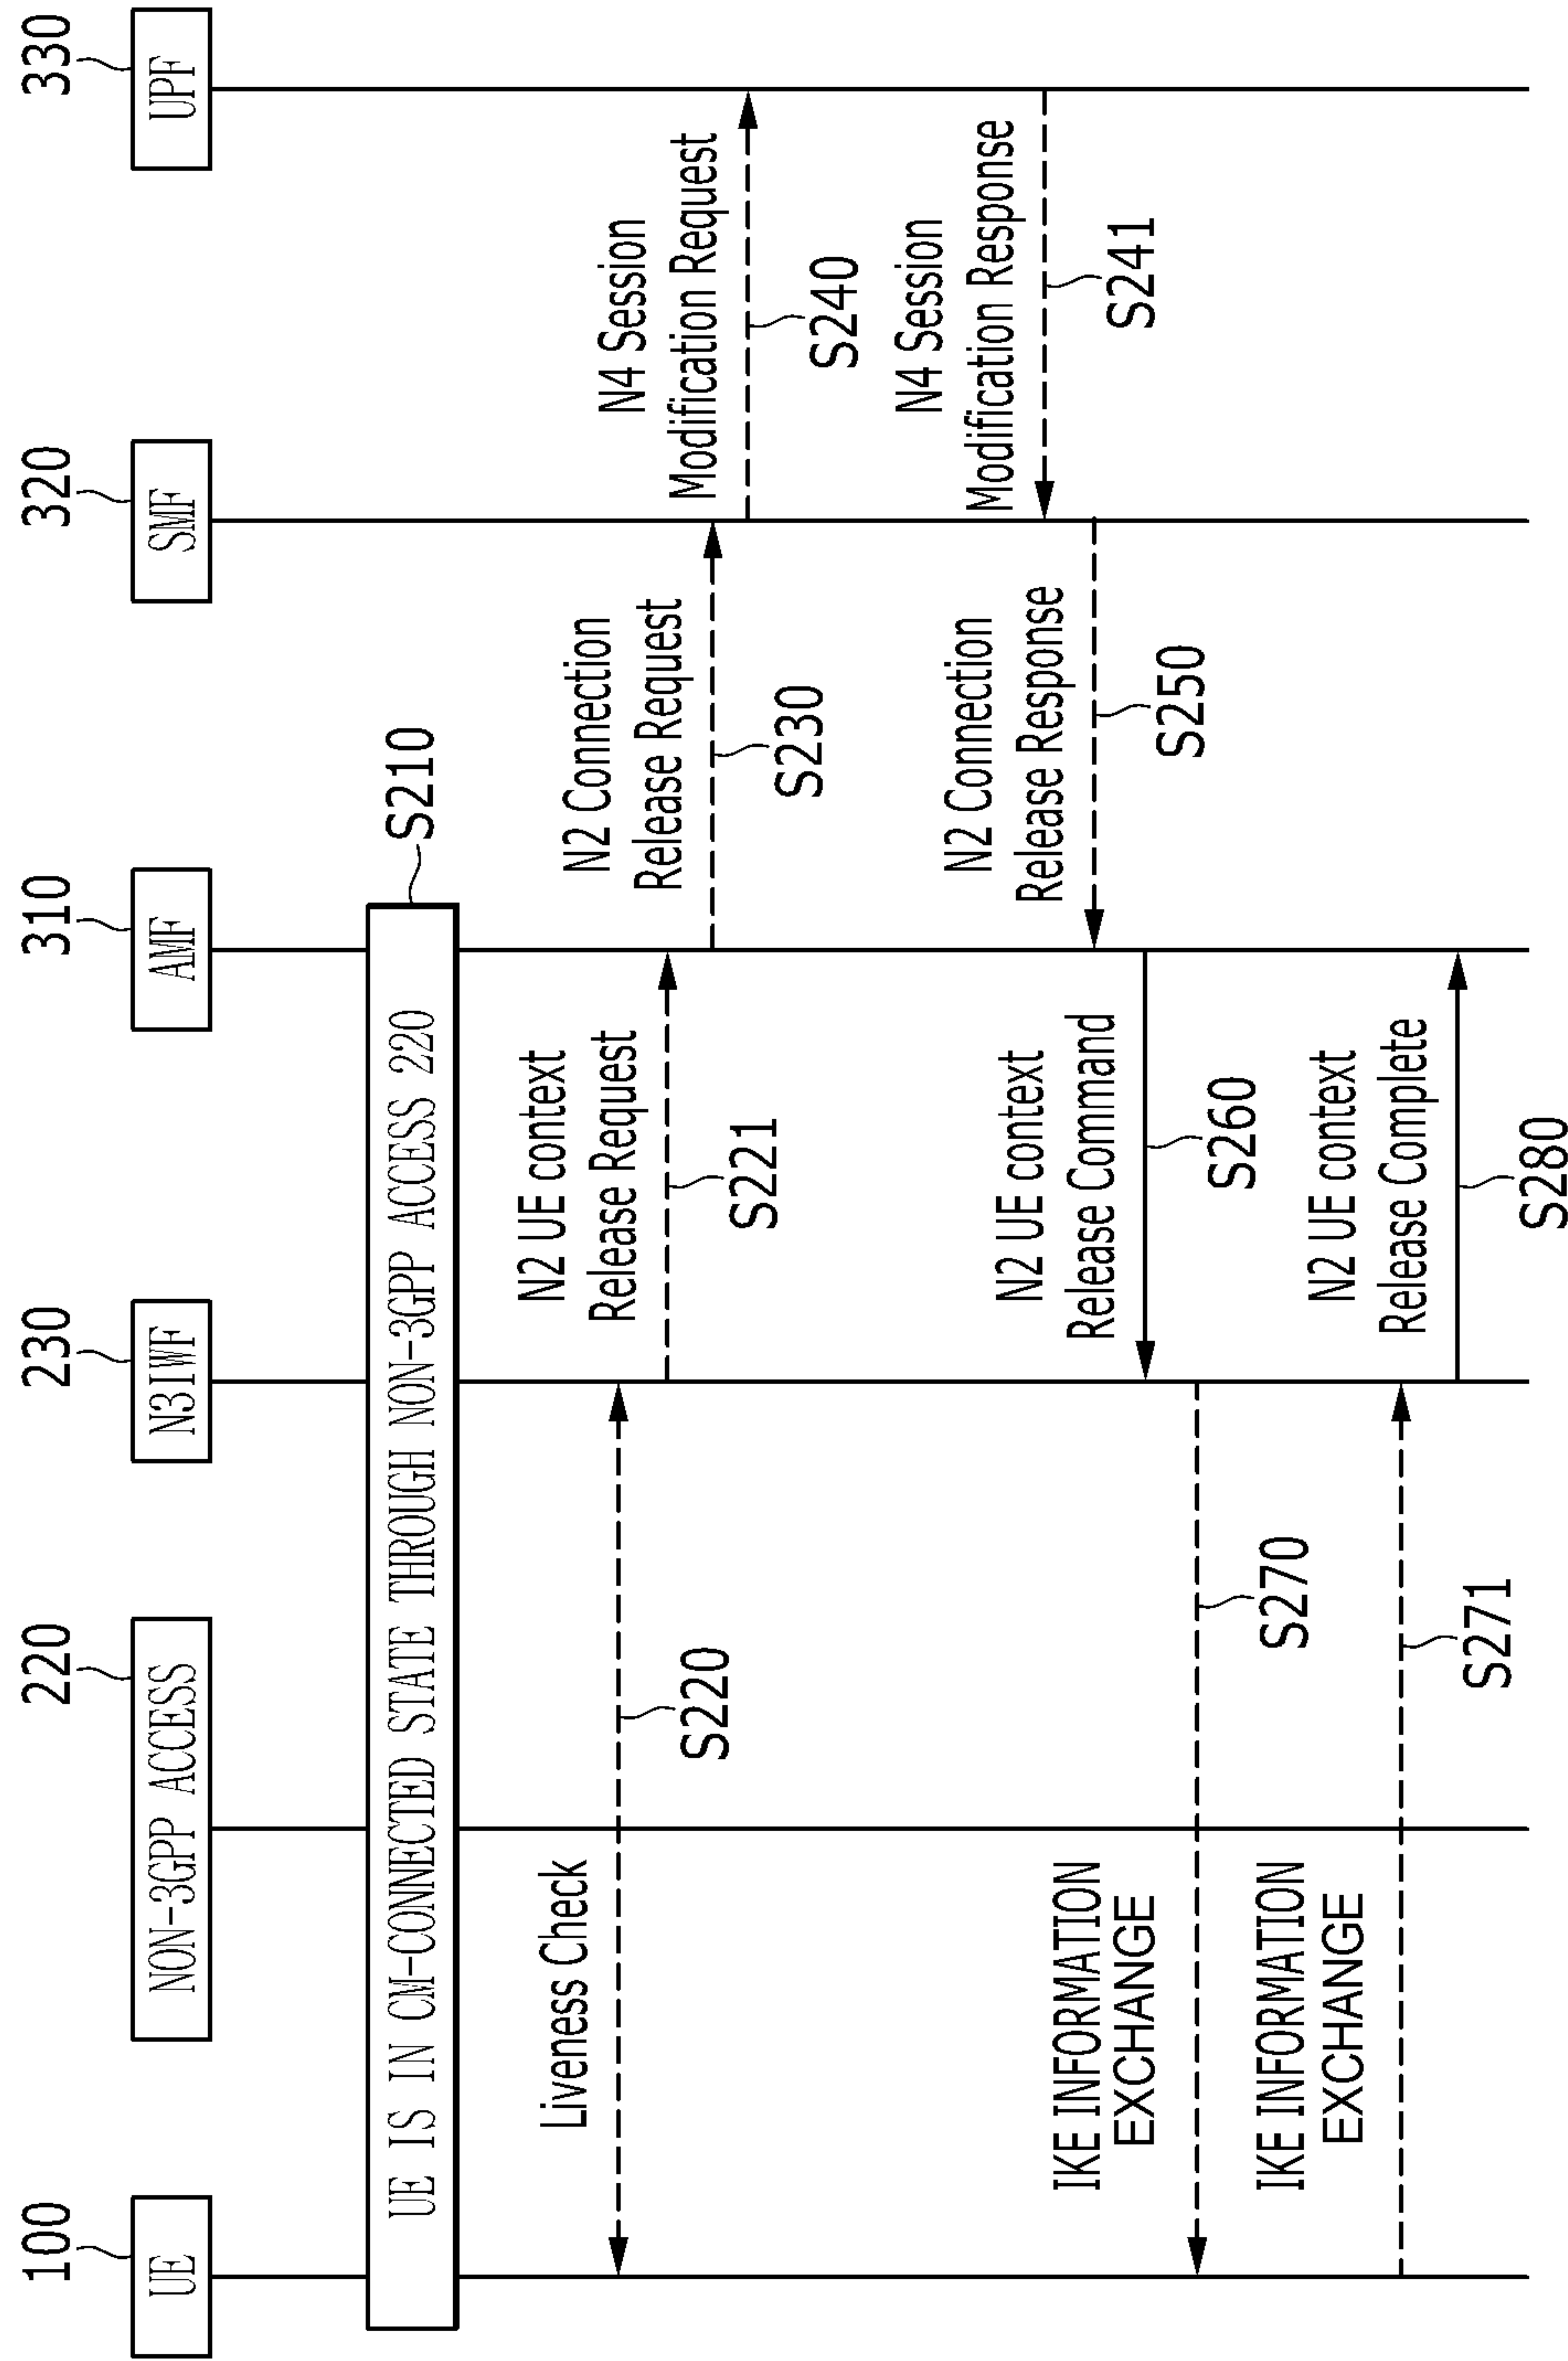 100
220
230
310
320
330
UE
NON-3GPP ACCESS
N3IWF
AMF
SMF
UPF
UE IS IN CM-CONNECTED STATE THROUGH NON-3GPP ACCESS 220
S210
Liveness Check
S220
N2 UE context
Release Request
S221
N2 Connection
Release Request
S230
N4 Session
Modification Request
S240
N4 Session
Modification Response
S241
N2 Connection
Release Response
S250
N2 UE context
Release Command
S260
IKE INFORMATION
EXCHANGE
S270
IKE INFORMATION
EXCHANGE
S271
N2 UE context
Release Complete
S280